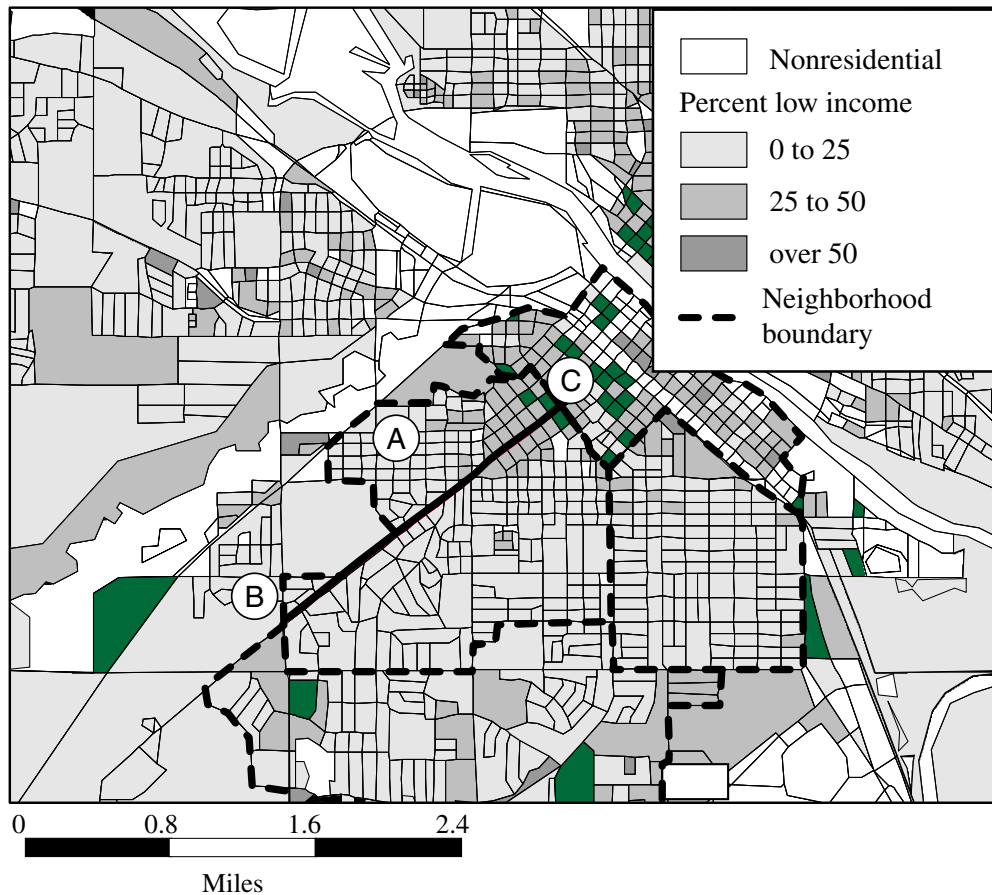 Nonresidential
Percent low income
0 to 25
25 to 50
over 50
Neighborhood
boundary
C
A
B
0 0.8 1.6 2.4
Miles